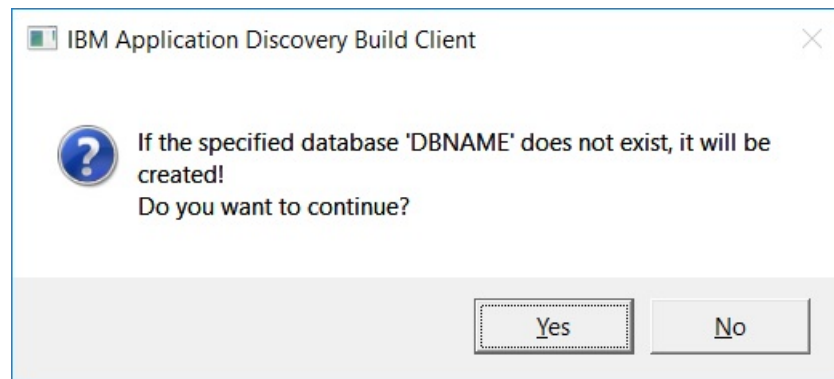 IBM Application Discovery Build Client
If the specified database 'DBNAME' does not exist, it will be
created!
Do you want to continue?
Yes
No